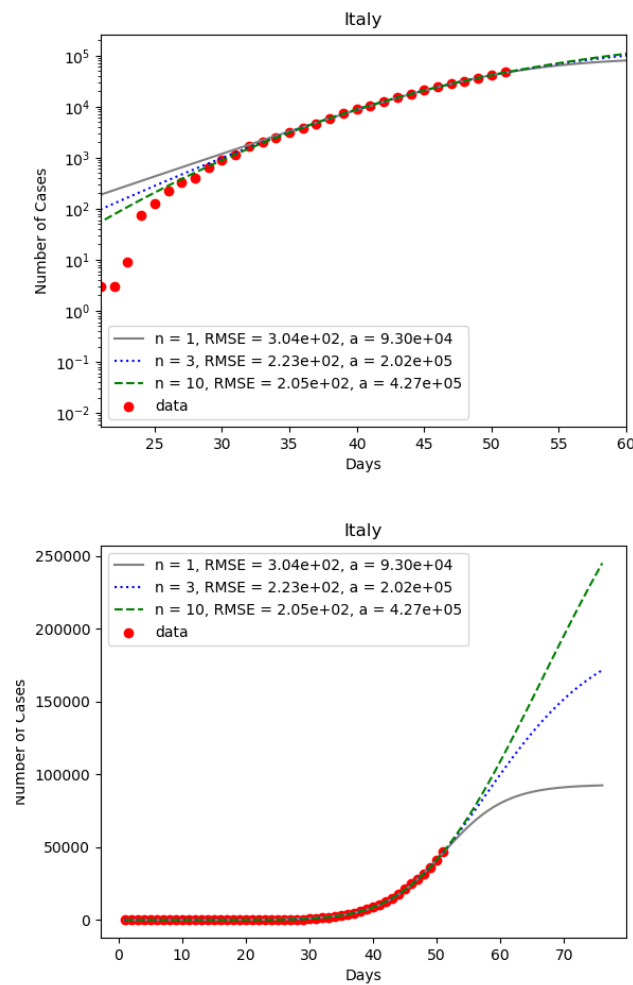 Italy
10^5
10^4
10^3
10^2
10^1
10^0
10^-1
10^-2
Number of Cases
n = 1, RMSE = 3.04e+02, a = 9.30e+04
n = 3, RMSE = 2.23e+02, a = 2.02e+05
n = 10, RMSE = 2.05e+02, a = 4.27e+05
data
25 30 35 40 45 50 55 60
Days
Italy
250000
200000
150000
100000
50000
0
Number of Cases
n = 1, RMSE = 3.04e+02, a = 9.30e+04
n = 3, RMSE = 2.23e+02, a = 2.02e+05
n = 10, RMSE = 2.05e+02, a = 4.27e+05
data
0 10 20 30 40 50 60 70
Days